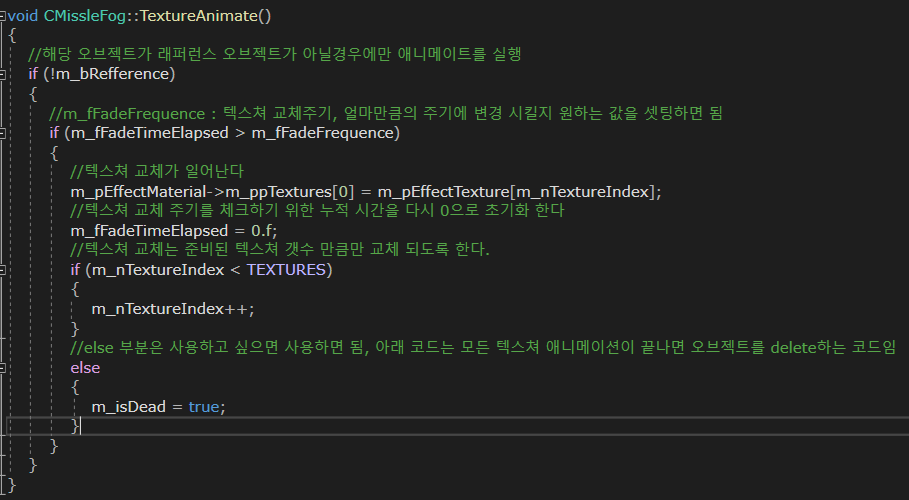 void CMissleFog::TextureAnimate()
{
//해당 오브젝트가 래퍼런스 오브젝트가 아닐경우에만 애니메이트를 실행
if (!m_bRefference)
{
//m_fFadeFrequence : 텍스쳐 교체주기, 얼마만큼의 주기에 변경 시킬지 원하는 값을 셋팅하면 됨
if (m_fFadeTimeElapsed > m_fFadeFrequence)
{
//텍스쳐 교체가 일어난다
m_pEffectMaterial->m_ppTextures[0] = m_pEffectTexture[m_nTextureIndex];
//텍스쳐 교체 주기를 체크하기 위한 누적 시간을 다시 0으로 초기화 한다
m_fFadeTimeElapsed = 0.f;
//텍스쳐 교체는 준비된 텍스쳐 갯수 만큼만 교체 되도록 한다.
if (m_nTextureIndex < TEXTURES)
{
m_nTextureIndex++;
}
//else 부분은 사용하고 싶으면 사용하면 됨, 아래 코드는 모든 텍스쳐 애니메이션이 끝나면 오브젝트를 delete하는 코드임
else
{
m_isDead = true;
}
}
}
}